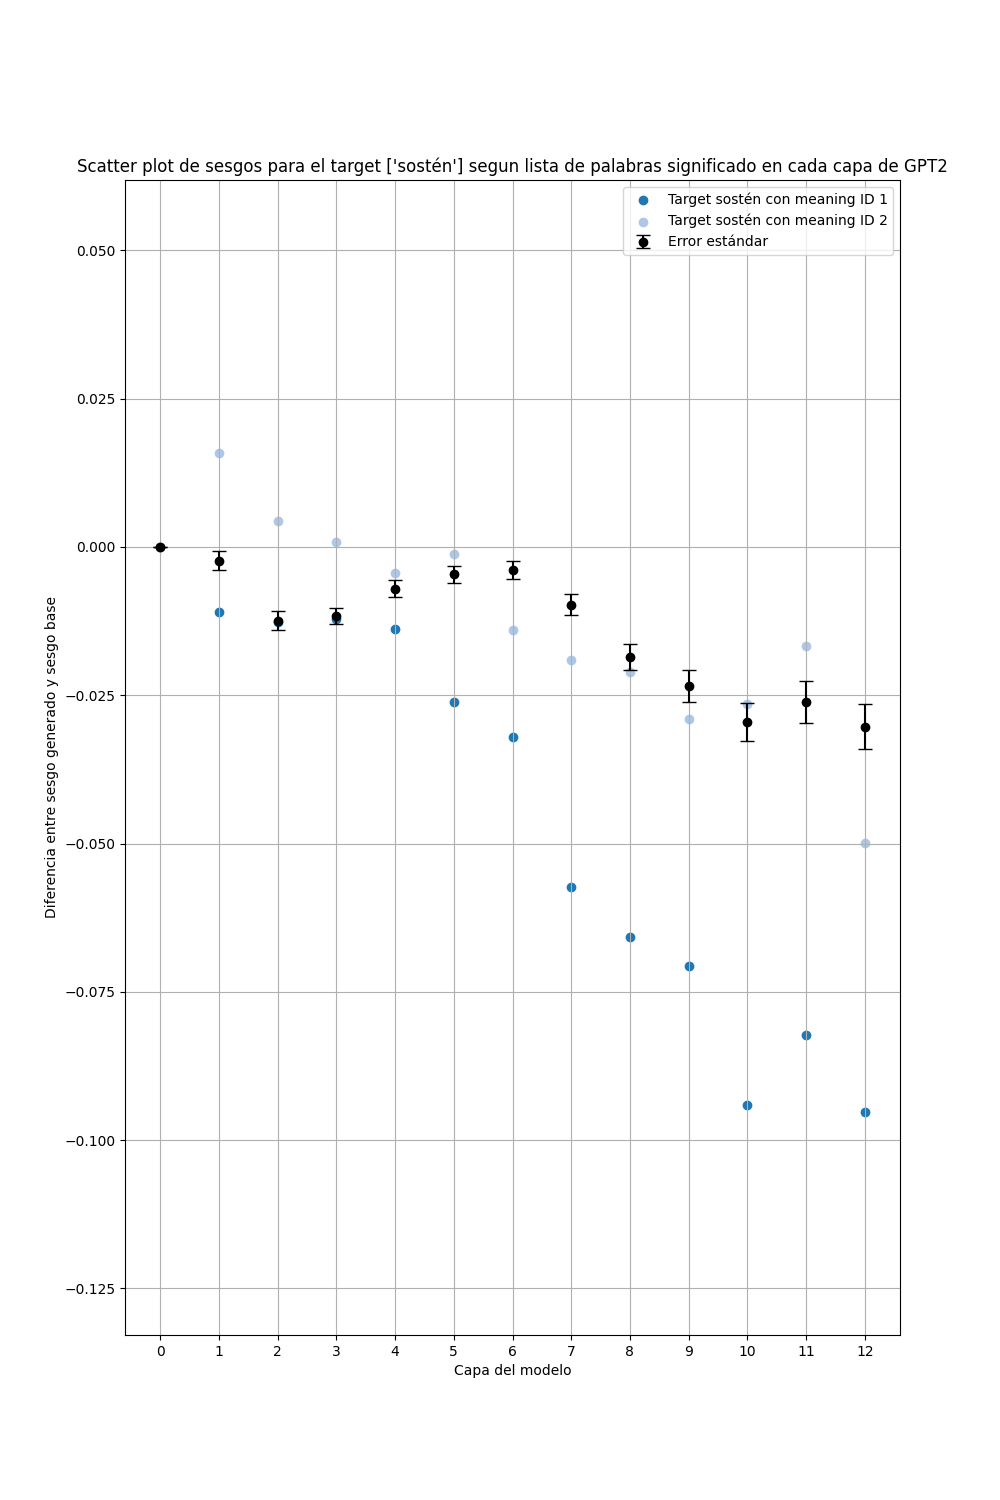 Scatter plot de sesgos para el target ['sostén'] segun lista de palabras significado en cada capa de GPT2
Target sostén con meaning ID 1
Target sostén con meaning ID 2
Error estándar
0.050
0.025
0.000
−0.025
−0.050
−0.075
−0.100
−0.125
Diferencia entre sesgo generado y sesgo base
0 1 2 3 4 5 6 7 8 9 10 11 12
Capa del modelo